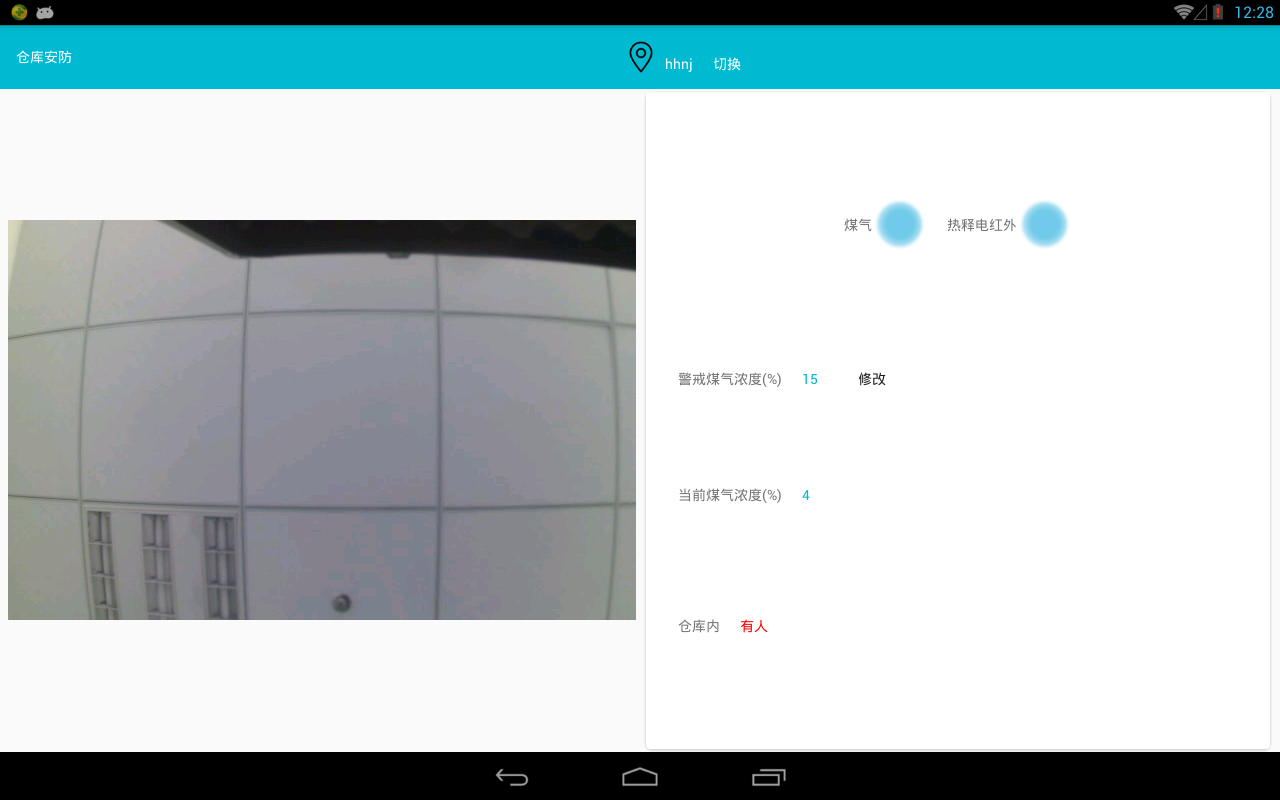 12:28
仓库安防
hhnj 切换
煤气 热释电红外
警戒煤气浓度(%) 15 修改
当前煤气浓度(%) 4
仓库内 有人